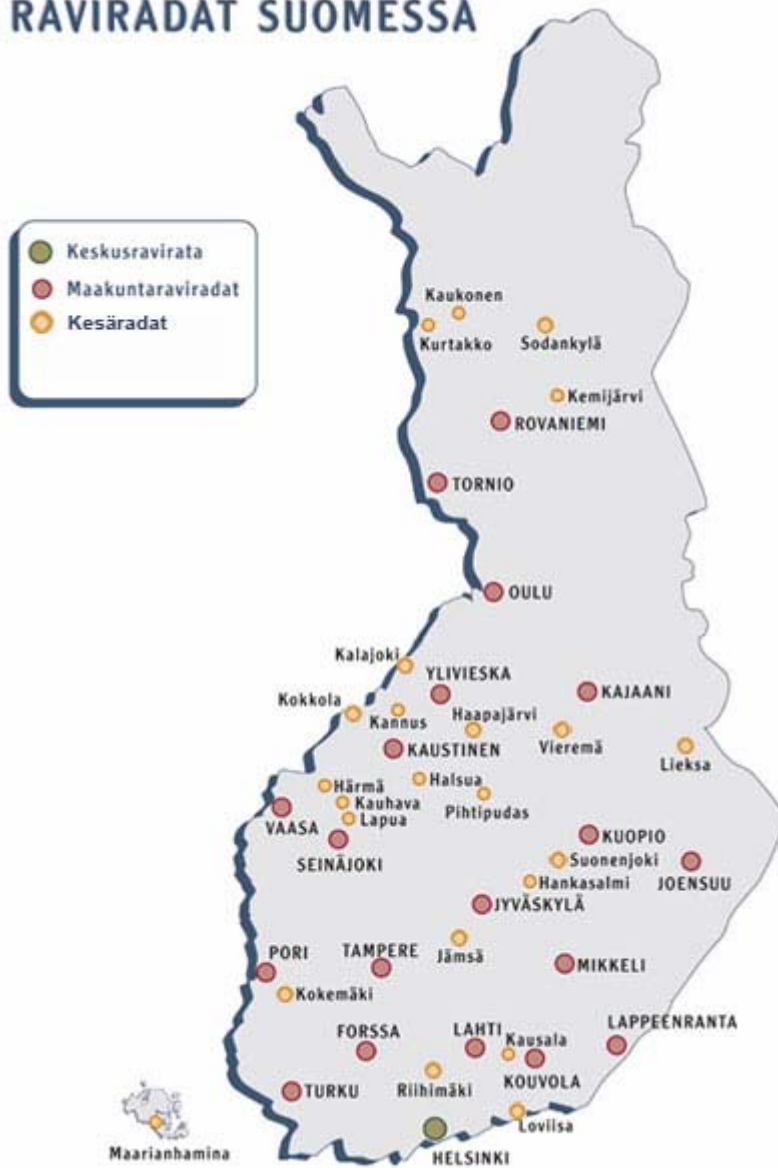 RAVIRADAT SUOMESSA
Keskusravirata
Maakuntaraviradat
Kesäradat
Kaukonen
Kurtakko
Sodankylä
Kemijärvi
ROVANIEMI
TORNIO
OULU
Kalajoki
YLIVIESKA
KAJAANI
Kokkola
Kannus
Haapajärvi
KAUSTINEN
Vieremä
Lieksa
Härmä
Halsua
Kauhava
Pihtipudas
VAASA
Lapua
KUOPIO
SEINÄJOKI
Suonenjoki
Hankasalmi
JOENSUU
JYVÄSKYLÄ
PORI
TAMPERE
Jämsä
MIKKELI
Kokemäki
LAPPEENRANTA
FORSSA
LAHTI
Kausala
KOUVOLA
Riihimäki
TURKU
Loviisa
Maarianhamina
HELSINKI